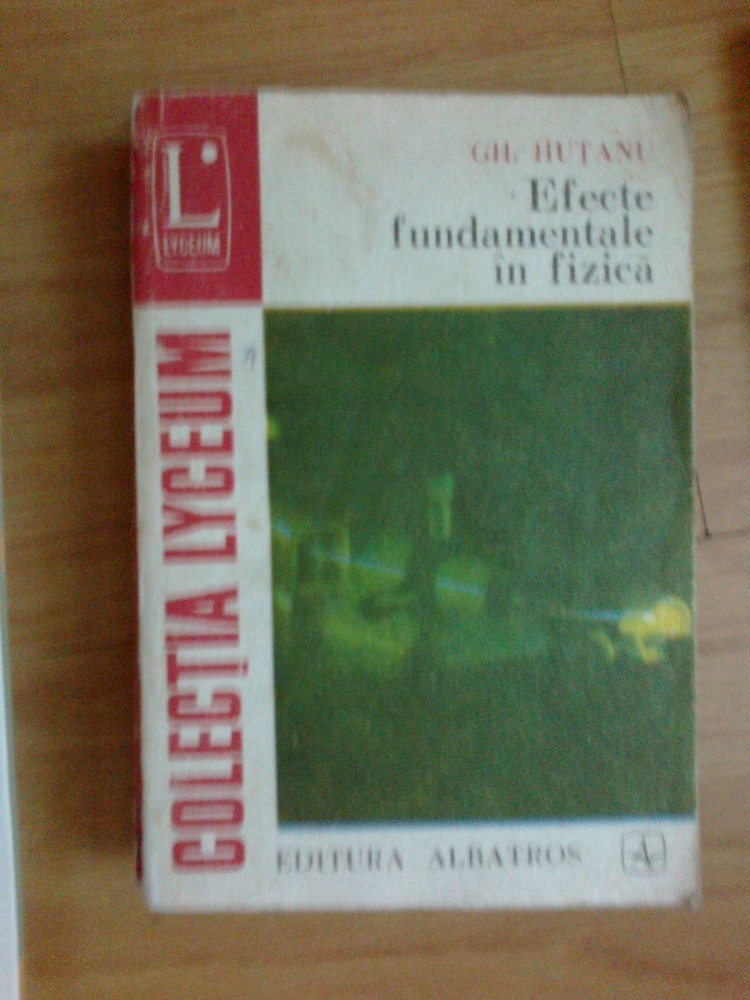 L
LYCEUM
GH. HUȚANU
Efecte
fundamentale
în fizică
COLECȚIA LYCEUM
EDITURA ALBATROS